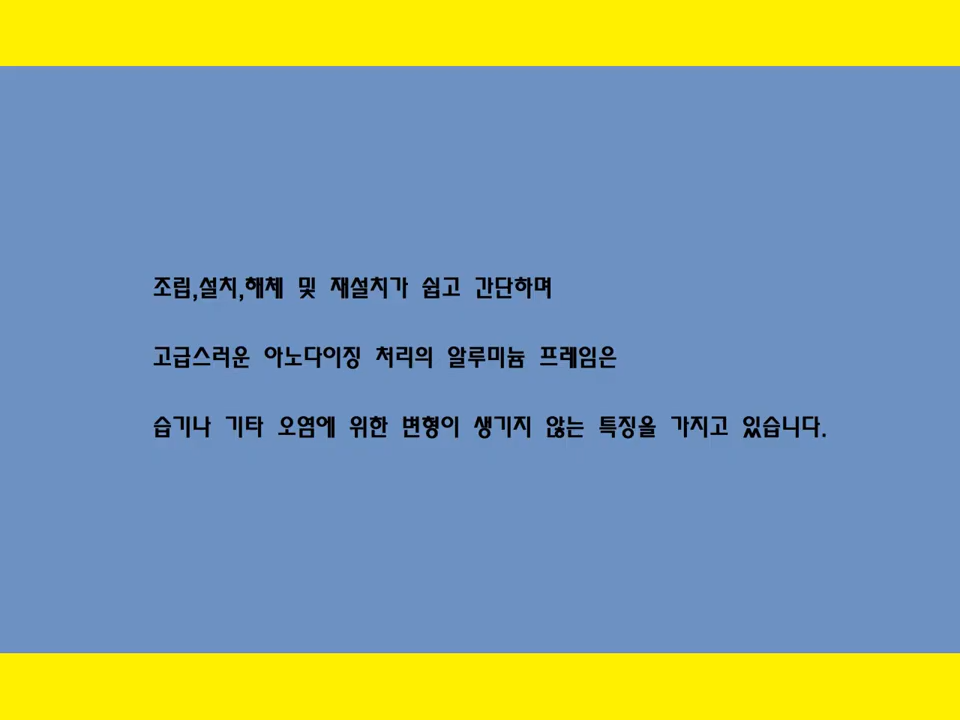 조립,설치,해체 및 재설치가 쉽고 간단하며
고급스러운 아노다이징 처리의 알루미늄 프레임은
습기나 기타 오염에 위한 변형이 생기지 않는 특징을 가지고 있습니다.